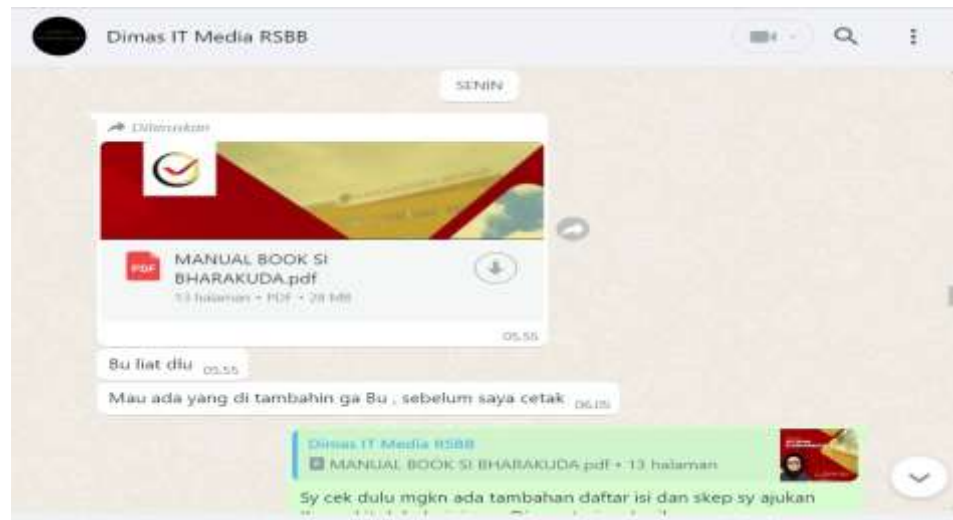 Dimas IT Media RSBB
SENIN
Diteruskan
MANUAL BOOK SI
BHARAKUDA.pdf
13 halaman • PDF • 28 MB
05.55
Bu liat dlu 05.55
Mau ada yang di tambahin ga Bu , sebelum saya cetak 06.05
Dimas IT Media RSBB
MANUAL BOOK SI BHARAKUDA.pdf • 13 halaman
Sy cek dulu mgkn ada tambahan daftar isi dan skep sy ajukan